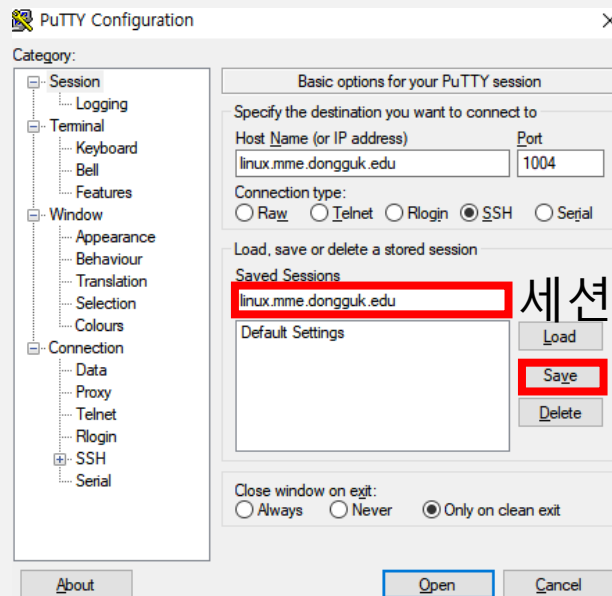 PuTTY Configuration
Category:
Session
Logging
Terminal
Keyboard
Bell
Features
Window
Appearance
Behaviour
Translation
Selection
Colours
Connection
Data
Proxy
Telnet
Rlogin
SSH
Serial
Basic options for your PuTTY session
Specify the destination you want to connect to
Host Name (or IP address) Port
linux.mme.dongguk.edu 1004
Connection type:
Raw Telnet Rlogin SSH Serial
Load, save or delete a stored session
Saved Sessions
linux.mme.dongguk.edu 세션
Default Settings
Load
Save
Delete
Close window on exit:
Always Never Only on clean exit
About Open Cancel